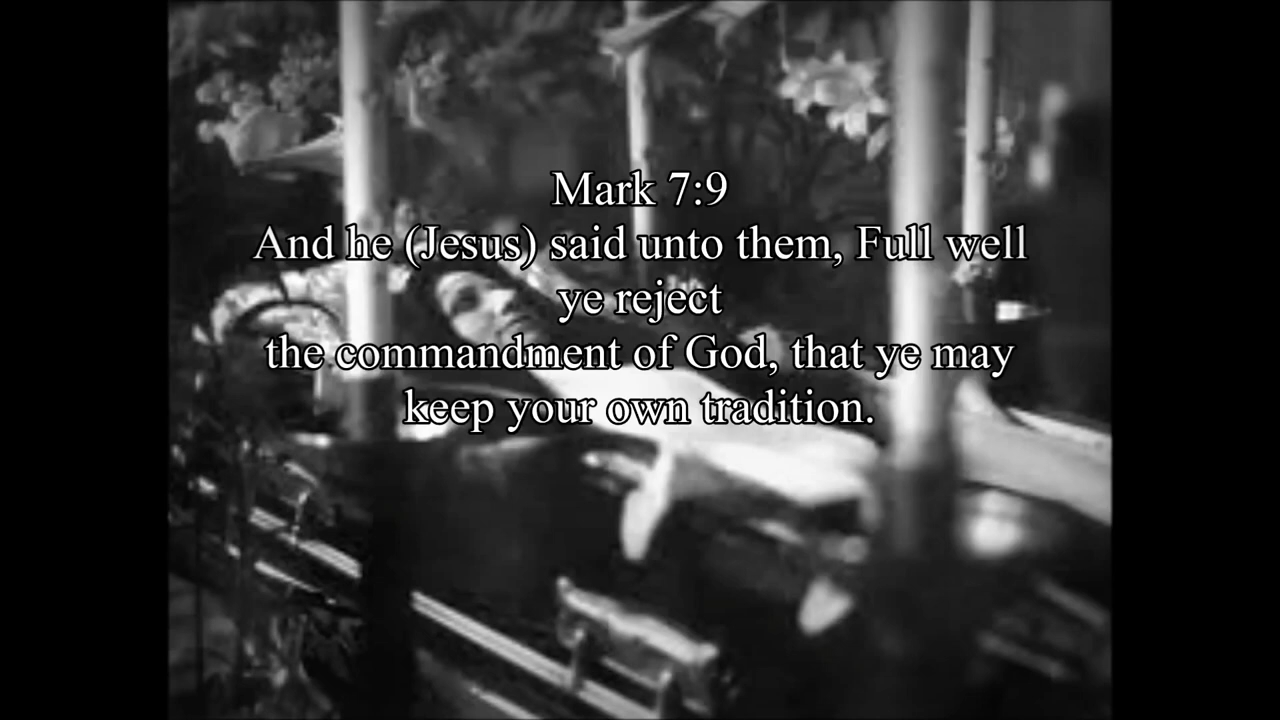 Mark 7:9
And he (Jesus) said unto them, Full well
ye reject
the commandment of God, that ye may
keep your own tradition.